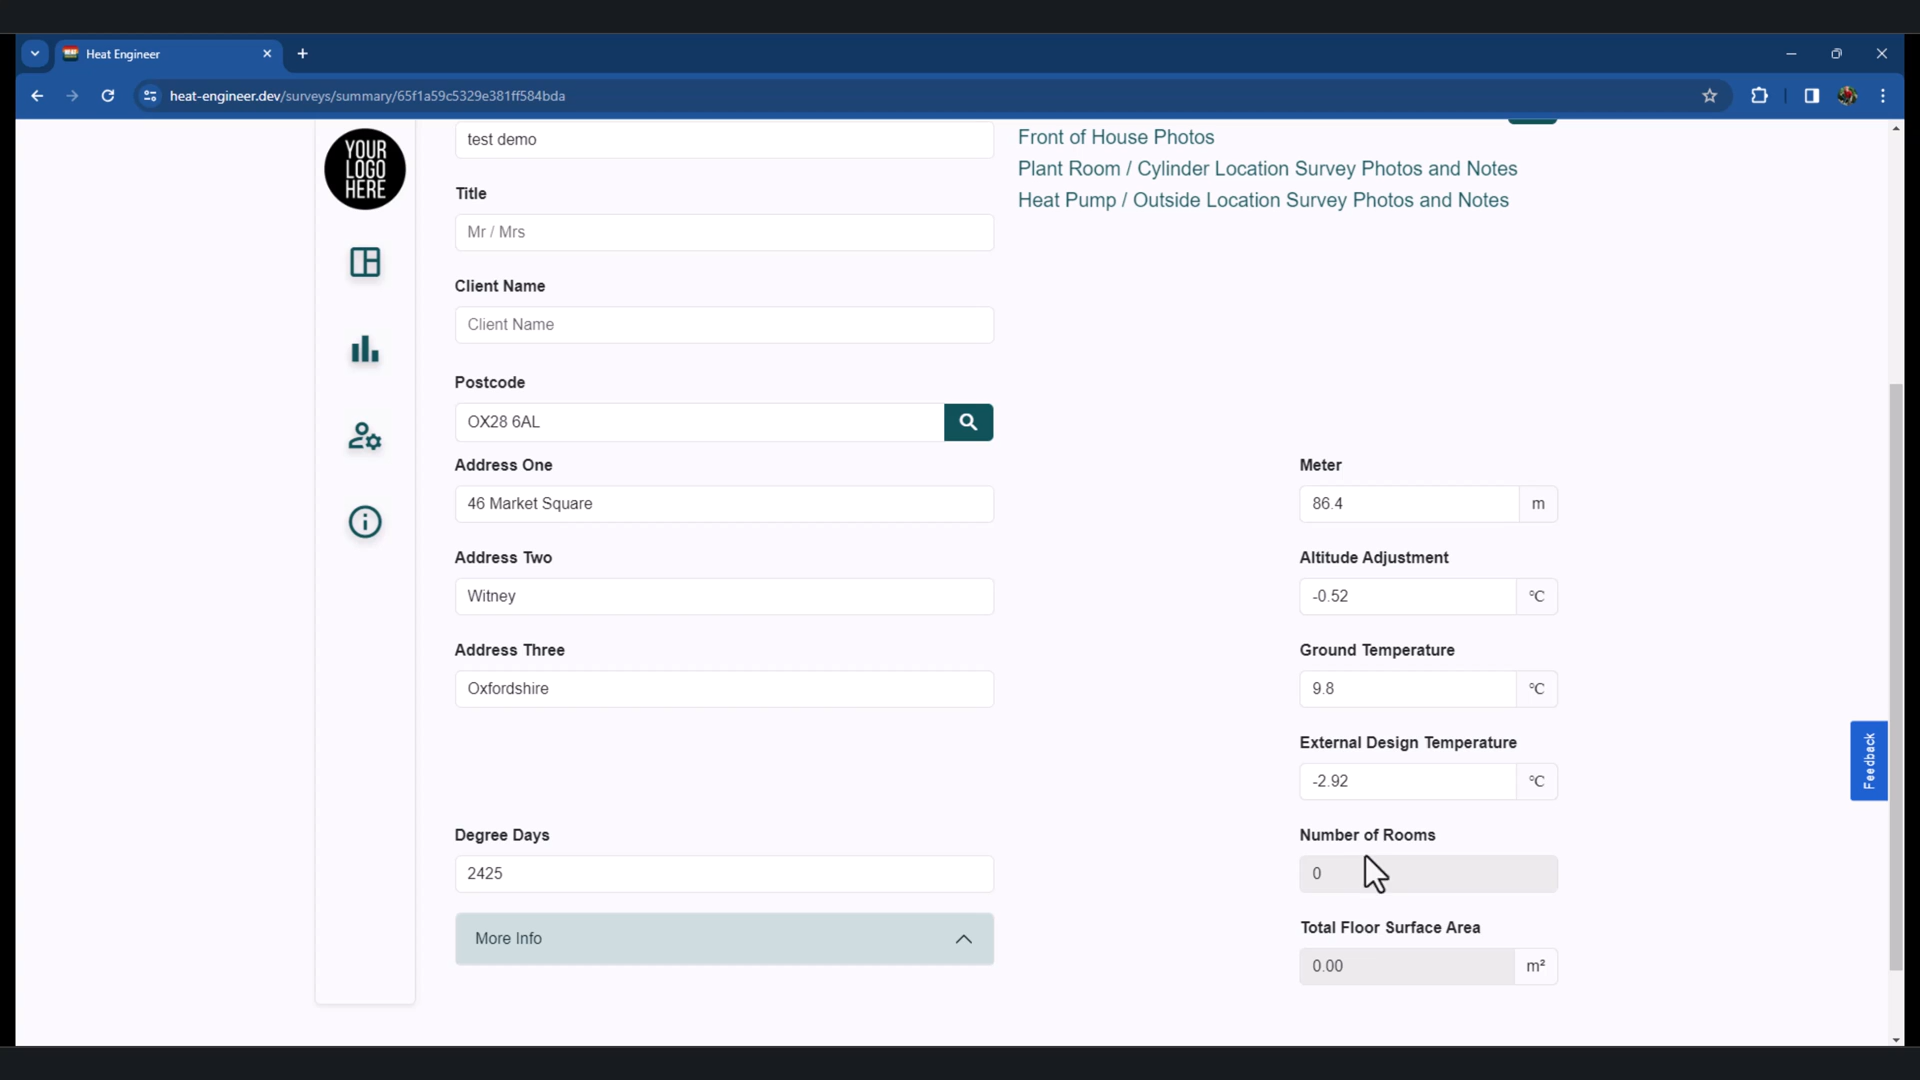 Heat Engineer
heat-engineer.dev/surveys/summary/65f1a59c5329e381ff584bda
YOUR
LOGO
HERE
test demo
Title
Mr / Mrs
Client Name
Client Name
Postcode
OX28 6AL
Address One
46 Market Square
Address Two
Witney
Address Three
Oxfordshire
Degree Days
2425
More Info
Front of House Photos
Plant Room / Cylinder Location Survey Photos and Notes
Heat Pump / Outside Location Survey Photos and Notes
Meter
86.4 m
Altitude Adjustment
-0.52 °C
Ground Temperature
9.8 °C
External Design Temperature
-2.92 °C
Number of Rooms
0
Total Floor Surface Area
0.00 m²
Feedback